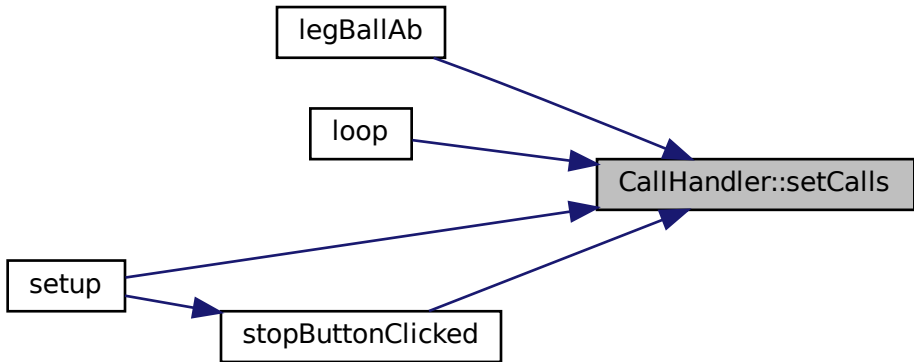 legBallAb
loop
CallHandler::setCalls
setup
stopButtonClicked